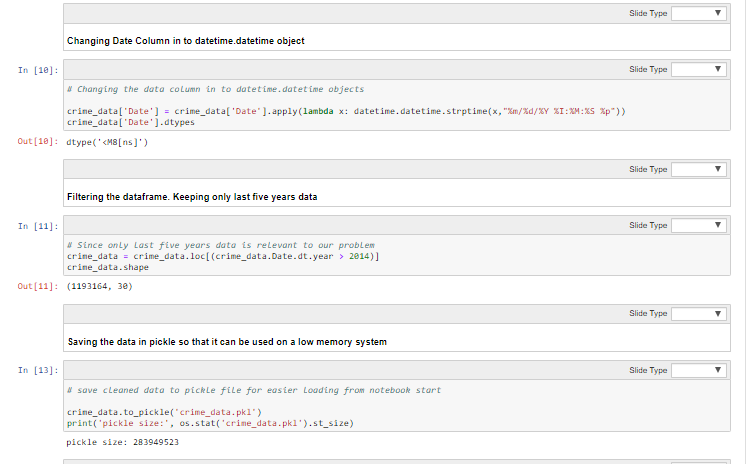 Slide Type
Changing Date Column in to datetime.datetime object
In [10]:
Slide Type
# Changing the data column in to datetime.datetime objects
crime_data['Date'] = crime_data['Date'].apply(lambda x: datetime.datetime.strptime(x,"%m/%d/%Y %I:%M:%S %p"))
crime_data['Date'].dtypes
Out[10]: dtype('<M8[ns]')
Slide Type
Filtering the dataframe. Keeping only last five years data
In [11]:
Slide Type
# Since only last five years data is relevant to our problem
crime_data = crime_data.loc[(crime_data.Date.dt.year > 2014)]
crime_data.shape
Out[11]: (1193164, 30)
Slide Type
Saving the data in pickle so that it can be used on a low memory system
In [13]:
Slide Type
# save cleaned data to pickle file for easier loading from notebook start
crime_data.to_pickle('crime_data.pkl')
print('pickle size:', os.stat('crime_data.pkl').st_size)
pickle size: 283949523